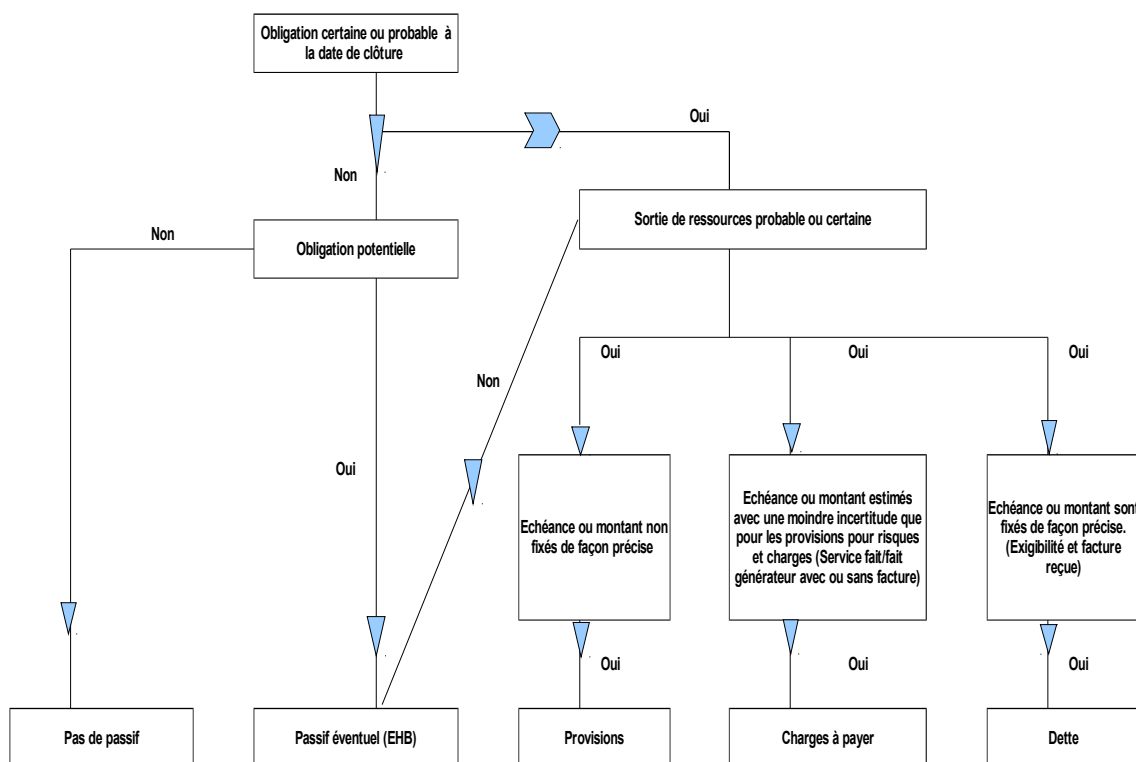 Obligation certaine ou probable à
la date de clôture
Oui
Non
Sortie de ressources probable ou certaine
Non
Obligation potentielle
Oui
Oui
Oui
Non
Oui
Echéance ou montant non
fixés de façon précise
Echéance ou montant estimés
avec une moindre incertitude que
pour les provisions pour risques
et charges (Service fait/fait
générateur avec ou sans facture)
Echéance ou montant sont
fixés de façon précise.
(Exigibilité et facture
reçue)
Oui
Oui
Oui
Pas de passif
Passif éventuel (EHB)
Provisions
Charges à payer
Dette